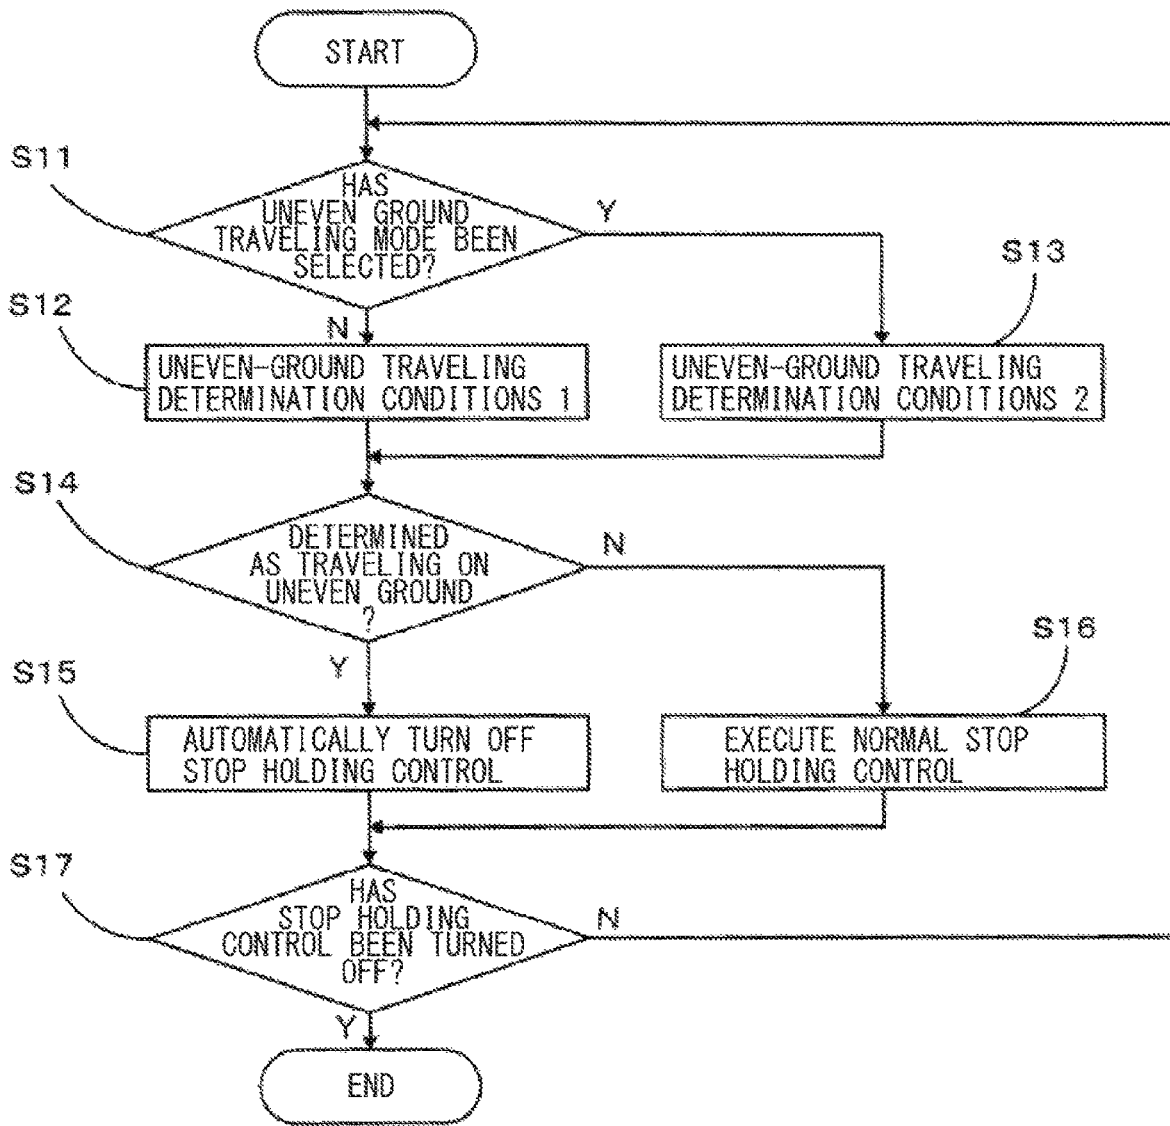 START
S11
HAS
UNEVEN GROUND
TRAVELING MODE BEEN
SELECTED?
Y
N
S12
UNEVEN-GROUND TRAVELING
DETERMINATION CONDITIONS 1
S13
UNEVEN-GROUND TRAVELING
DETERMINATION CONDITIONS 2
S14
DETERMINED
AS TRAVELING ON
UNEVEN GROUND
?
N
Y
S15
AUTOMATICALLY TURN OFF
STOP HOLDING CONTROL
S16
EXECUTE NORMAL STOP
HOLDING CONTROL
S17
HAS
STOP HOLDING
CONTROL BEEN TURNED
OFF?
N
Y
END